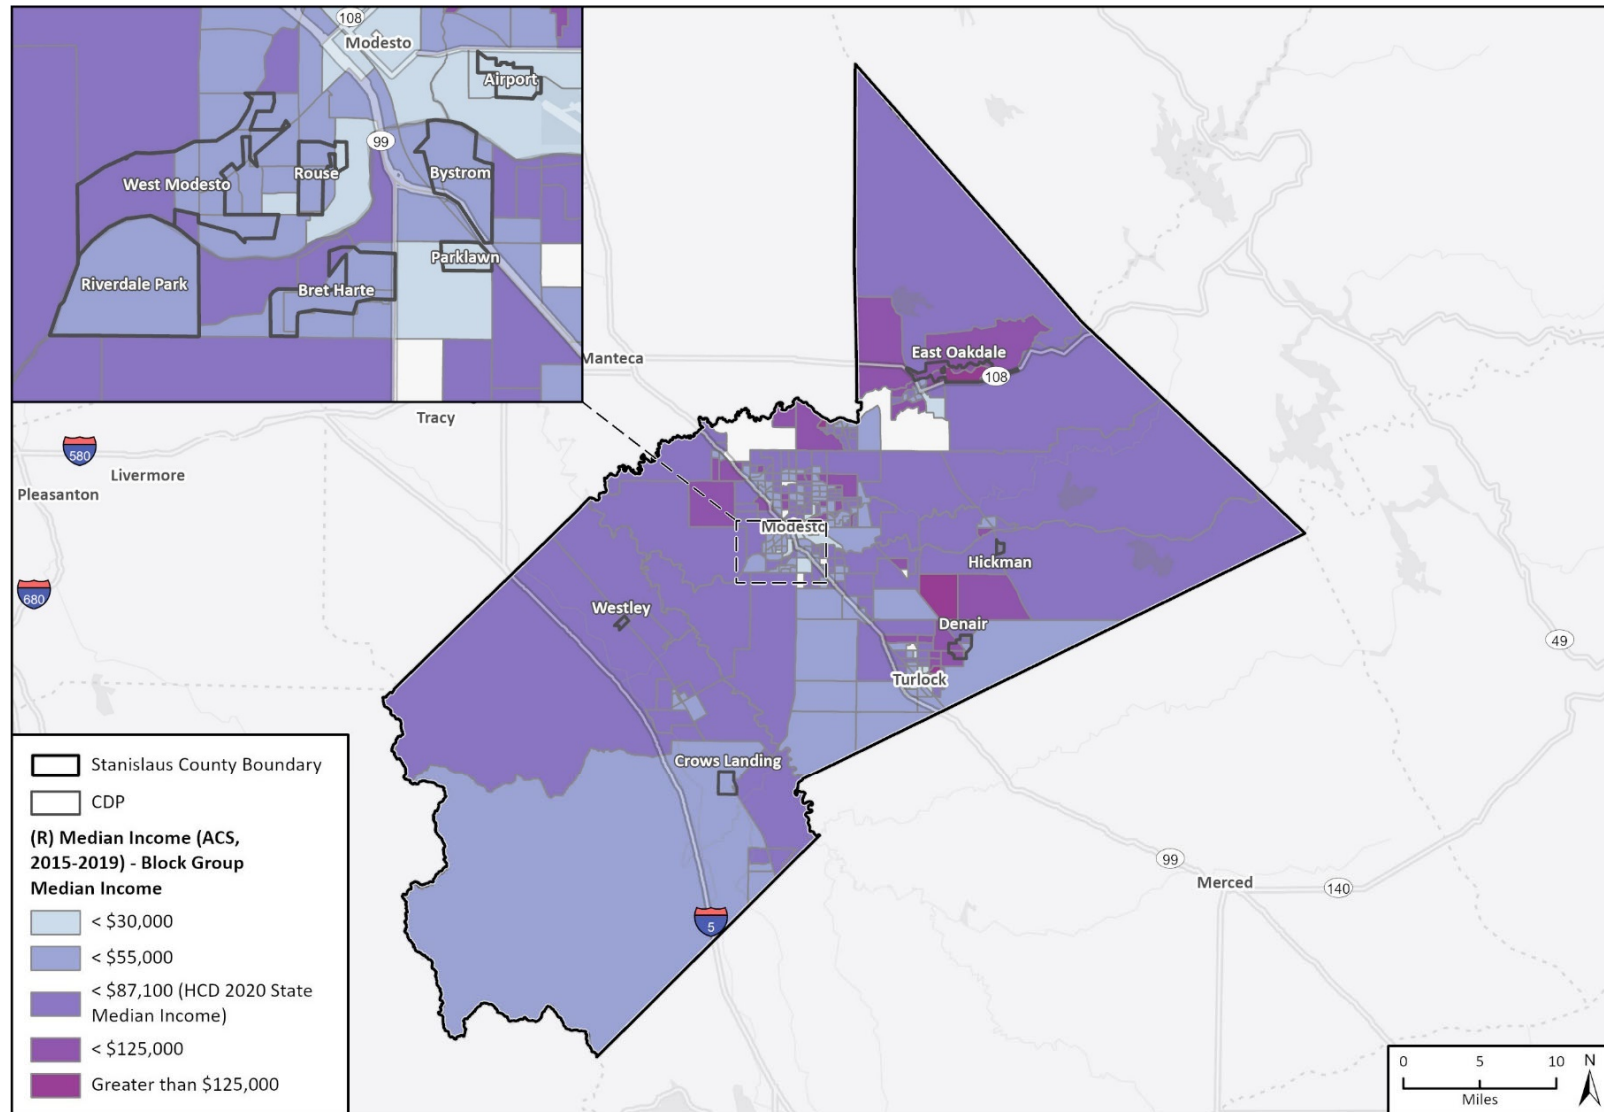 108
Modesto
Airport
99
West Modesto
Rouse
Bystrom
Parklawn
Riverdale Park
Bret Harte
Manteca
Tracy
580
Livermore
Pleasanton
680
East Oakdale
108
Modesto
Hickman
Westley
Denair
Turlock
49
Crows Landing
99
Merced
140
5
Stanislaus County Boundary
CDP
(R) Median Income (ACS,
2015-2019) - Block Group
Median Income
< $30,000
< $55,000
< $87,100 (HCD 2020 State
Median Income)
< $125,000
Greater than $125,000
0 5 10
Miles
N